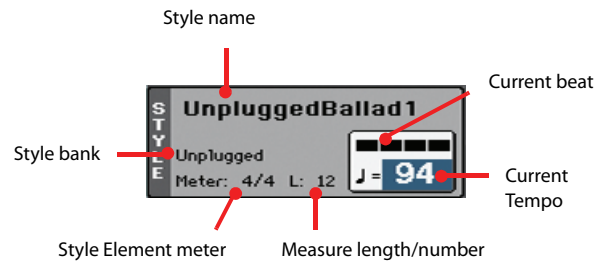 Style name
Current beat
STYLE
UnpluggedBallad1
Style bank
Unplugged
Meter: 4/4 L: 12
♩= 94
Current
Tempo
Style Element meter
Measure length/number